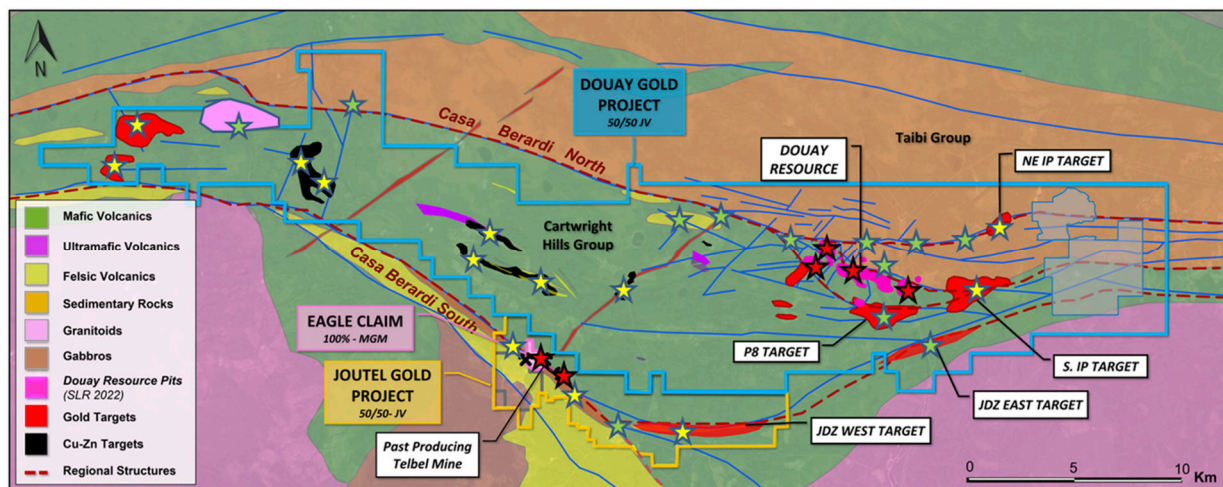 N
DOUAY GOLD
PROJECT
50/50 JV
Casa Berardi North
Taibi Group
DOUAY
RESOURCE
NE IP TARGET
Cartwright
Hills Group
Casa Berardi South
Mafic Volcanics
Ultramafic Volcanics
Felsic Volcanics
Sedimentary Rocks
Granitoids
Gabbros
Douay Resource Pits
(SLR 2022)
Gold Targets
Cu-Zn Targets
Regional Structures
EAGLE CLAIM
100% - MGM
JOUTEL GOLD
PROJECT
50/50- JV
Past Producing
Telbel Mine
P8 TARGET
S. IP TARGET
JDZ EAST TARGET
JDZ WEST TARGET
0 5 10
Km